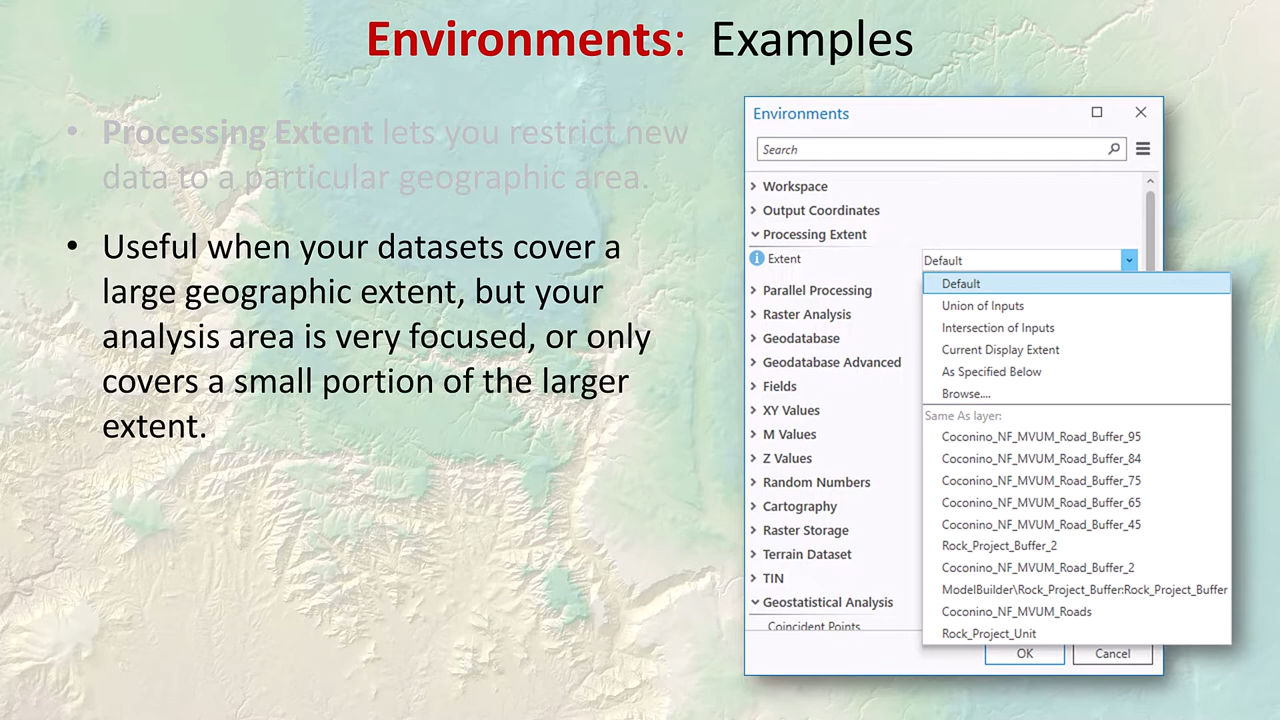 Environments: Examples
• Processing Extent lets you restrict new
data to a particular geographic area.
• Useful when your datasets cover a
large geographic extent, but your
analysis area is very focused, or only
covers a small portion of the larger
extent.
Environments
Search
Workspace
Output Coordinates
Processing Extent
Extent
Default
Default
Union of Inputs
Intersection of Inputs
Current Display Extent
As Specified Below
Browse....
Same As layer:
Coconino_NF_MVUM_Road_Buffer_95
Coconino_NF_MVUM_Road_Buffer_84
Coconino_NF_MVUM_Road_Buffer_75
Coconino_NF_MVUM_Road_Buffer_65
Coconino_NF_MVUM_Road_Buffer_45
Rock_Project_Buffer_2
Coconino_NF_MVUM_Road_Buffer_2
ModelBuilder\Rock_Project_Buffer:Rock_Project_Buffer
Coconino_NF_MVUM_Roads
Rock_Project_Unit
Parallel Processing
Raster Analysis
Geodatabase
Geodatabase Advanced
Fields
XY Values
M Values
Z Values
Random Numbers
Cartography
Raster Storage
Terrain Dataset
TIN
Geostatistical Analysis
Coincident Points
OK
Cancel